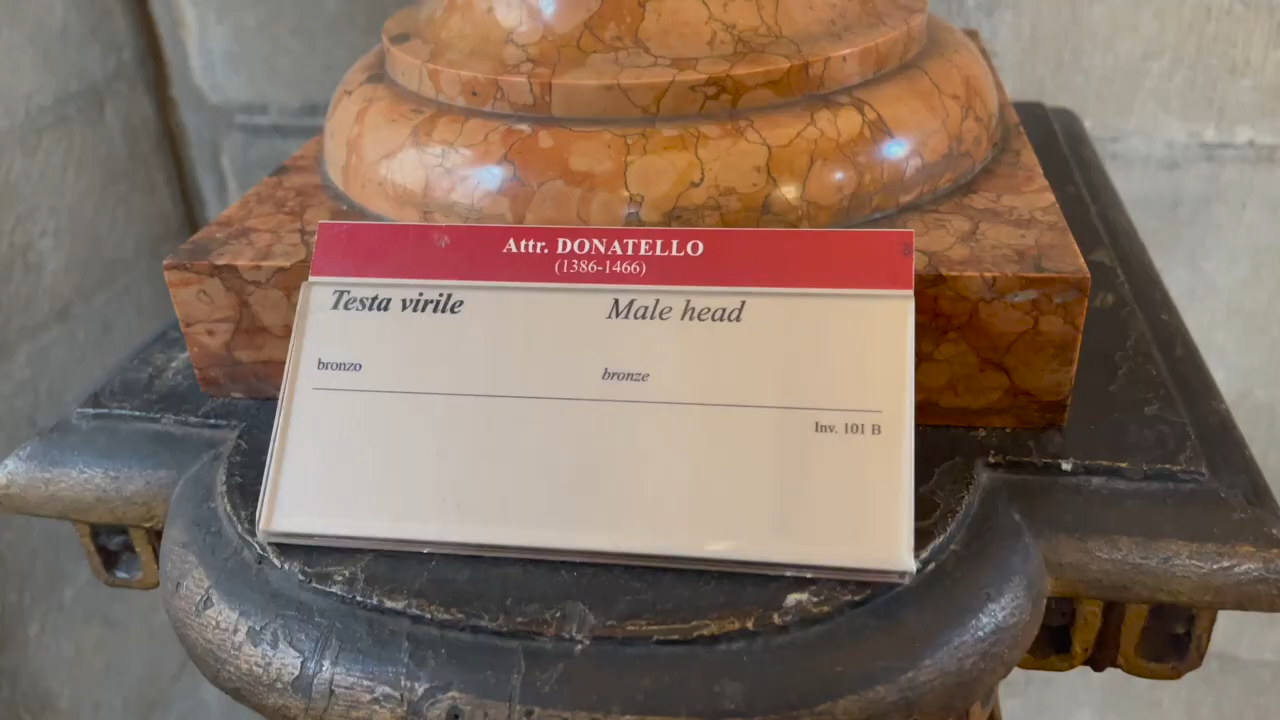 Attr. DONATELLO
(1386-1466)
Testa virile Male head
bronzo bronze
Inv. 101 B